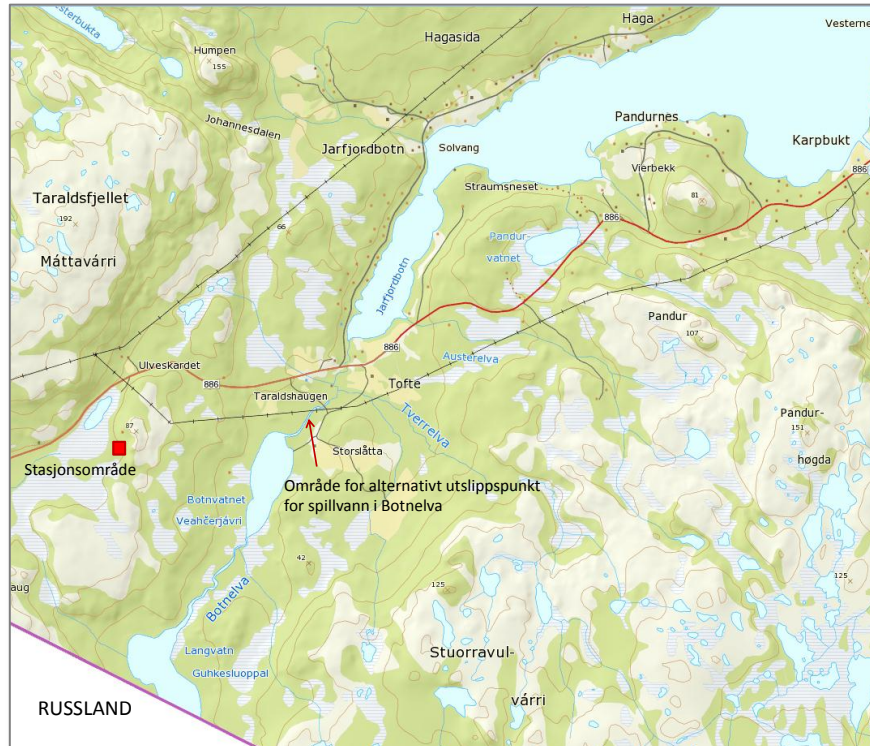 sterbukta
Humpen
155
Hagasida
Haga
Vesterne
Johannesdalen
Jarfjordbotn
Solvang
Pandurnes
Karpbukt
Vierbekk
886
Straumsneset
81
886
Taraldsfjellet
192
66
Máttavárri
Pandur-
vatnet
Jarfjordbotn
Pandur
107
Ulveskardet
886
886
Austerelva
Tofte
Taraldshaugen
Tverrelva
Pandur-
151
høgda
87
Stasjonsområde
Storslåtta
Område for alternativt utslippspunkt
for spillvann i Botnelva
Botnvatnet
Veahčerjávri
42
125
125
aug
Botnelva
Langvatn
Guhkesluoppal
Stuorravul-
várri
RUSSLAND